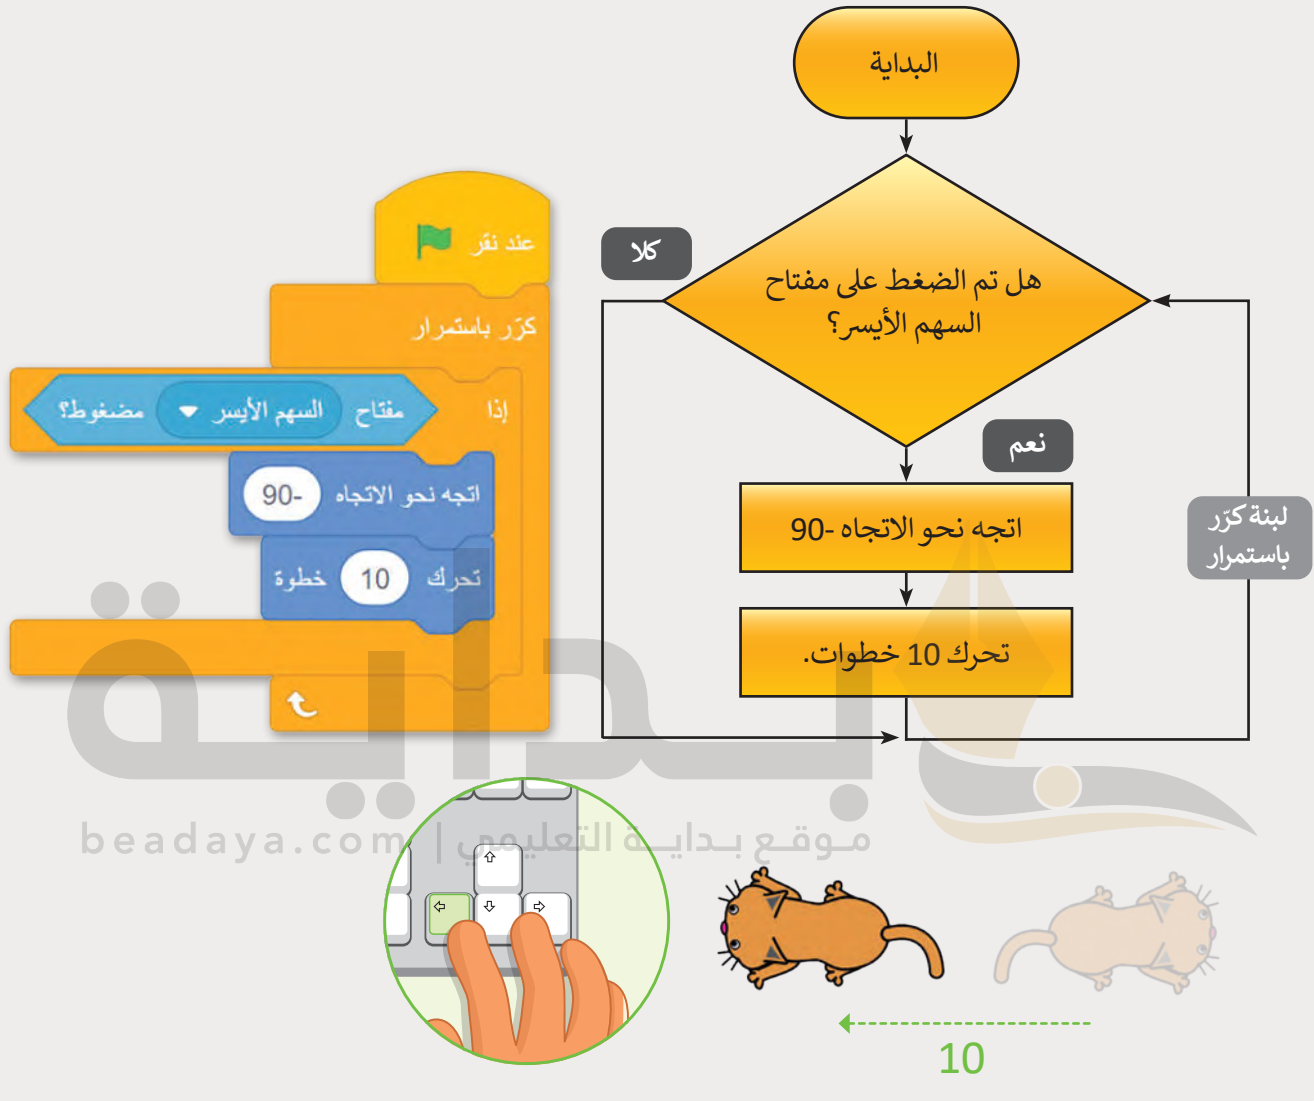 البداية
هل تم الضغط على مفتاح
السهم الأيسر؟
كلا
نعم
اتجه نحو الاتجاه -90
تحرك 10 خطوات.
لبنة كرّر
باستمرار
عند نقر
كرّر باستمرار
إذا مفتاح السهم الأيسر مضغوط؟
اتجه نحو الاتجاه -90
تحرك 10 خطوة
بداية
موقع بداية التعليمي | beadaya.com
10